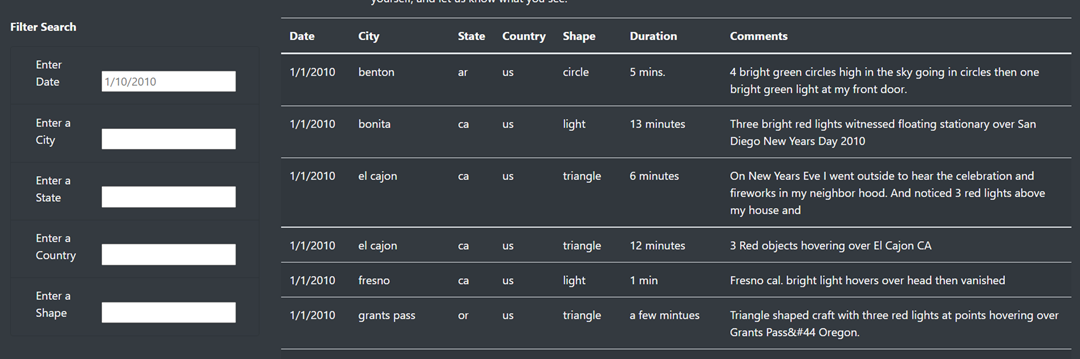 yourself, and let us know what you see.
Filter Search
Enter
Date
1/10/2010
Enter a
City
Enter a
State
Enter a
Country
Enter a
Shape
Date City State Country Shape Duration Comments
1/1/2010 benton ar us circle 5 mins. 4 bright green circles high in the sky going in circles then one
bright green light at my front door.
1/1/2010 bonita ca us light 13 minutes Three bright red lights witnessed floating stationary over San
Diego New Years Day 2010
1/1/2010 el cajon ca us triangle 6 minutes On New Years Eve I went outside to hear the celebration and
fireworks in my neighbor hood. And noticed 3 red lights above
my house and
1/1/2010 el cajon ca us triangle 12 minutes 3 Red objects hovering over El Cajon CA
1/1/2010 fresno ca us light 1 min Fresno cal. bright light hovers over head then vanished
1/1/2010 grants pass or us triangle a few mintues Triangle shaped craft with three red lights at points hovering over
Grants Pass&#44 Oregon.